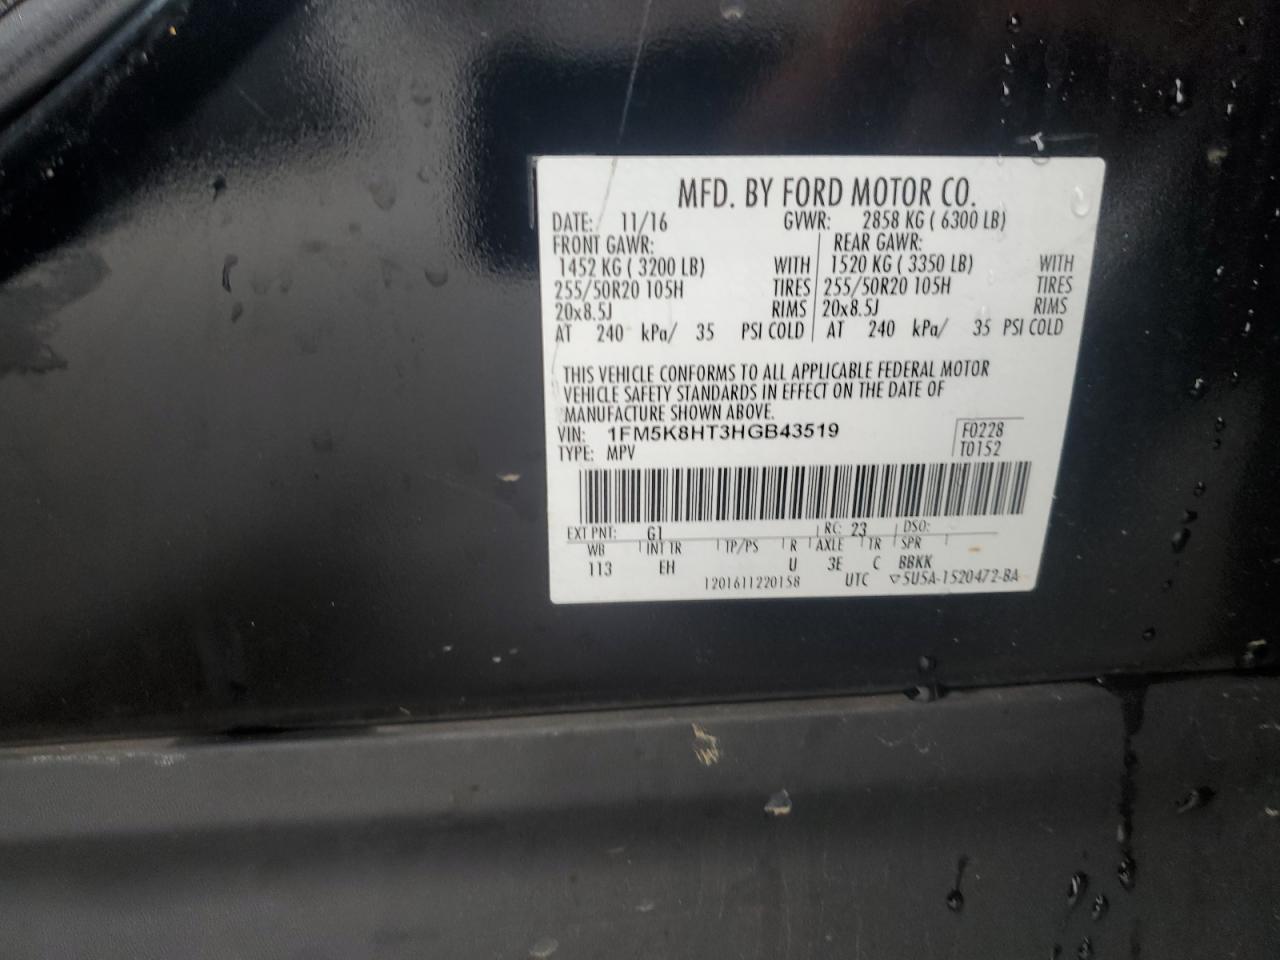 MFD. BY FORD MOTOR CO.
DATE: 11/16 GVWR: 2858 KG ( 6300 LB)
FRONT GAWR: REAR GAWR:
1452 KG ( 3200 LB) WITH 1520 KG ( 3350 LB) WITH
255/50R20 105H TIRES 255/50R20 105H TIRES
20x8.5J RIMS 20x8.5J RIMS
AT 240 kPa/ 35 PSI COLD AT 240 kPa/ 35 PSI COLD
THIS VEHICLE CONFORMS TO ALL APPLICABLE FEDERAL MOTOR
VEHICLE SAFETY STANDARDS IN EFFECT ON THE DATE OF
MANUFACTURE SHOWN ABOVE.
VIN: 1FM5K8HT3HGB43519 F0228
TYPE: MPV T0152
EXT PNT: G1 RC: 23 DSO:
WB INT TR TP/PS R AXLE TR SPR
113 EH U 3E C BBKK
1201611220158 UTC ▽5U5A-1520472-BA